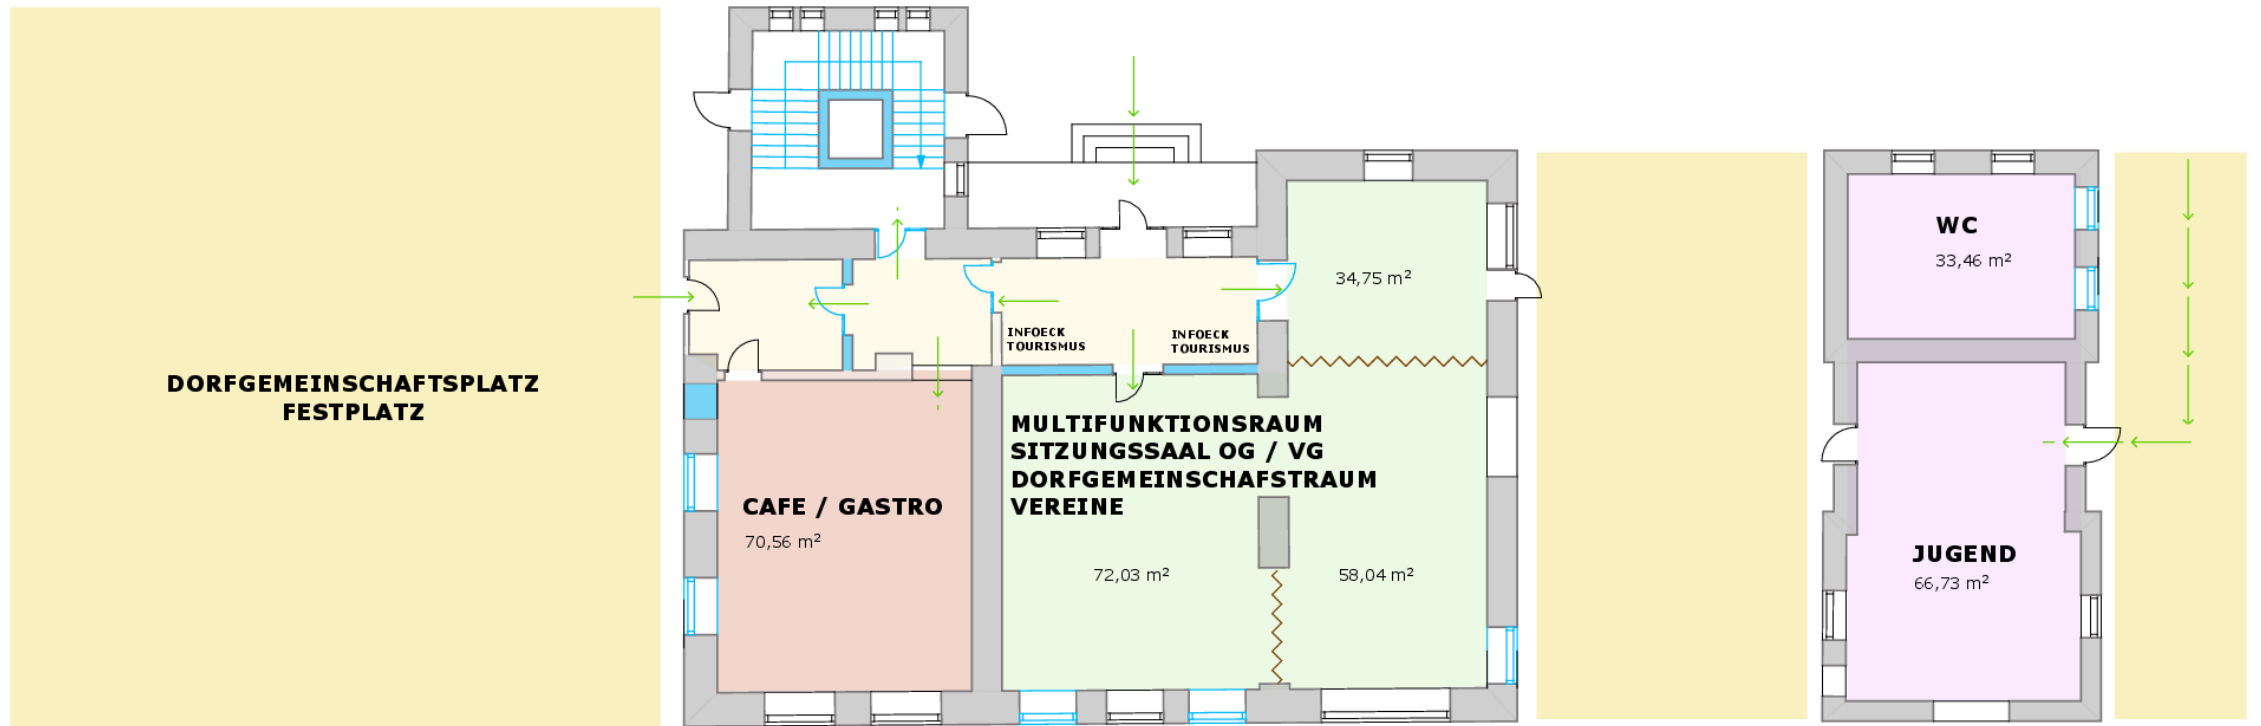 DORFGEMEINSCHAFTSPLATZ
FESTPLATZ
CAFE / GASTRO
70,56 m²
INFOECK
TOURISMUS
INFOECK
TOURISMUS
34,75 m²
MULTIFUNKTIONSRAUM
SITZUNGSSAAL OG / VG
DORFGEMEINSCHAFSTRAUM
VEREINE
72,03 m²
58,04 m²
WC
33,46 m²
JUGEND
66,73 m²